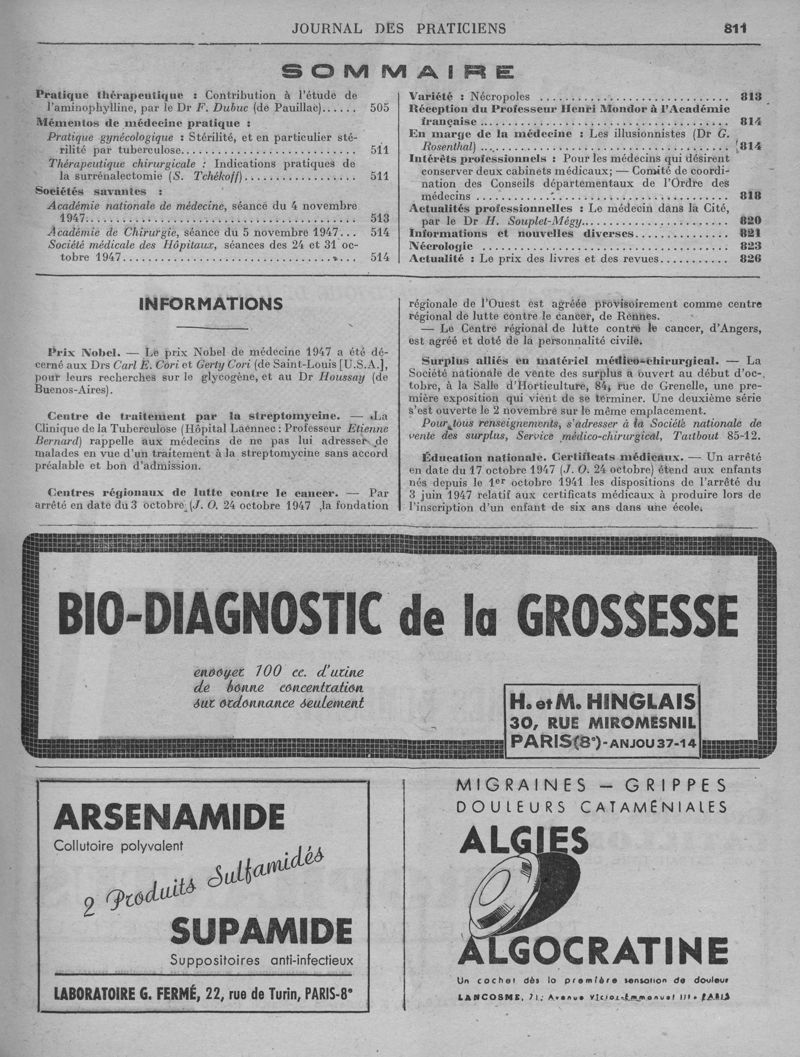 JOURNAL DES PRATICIENS 811
SOMMAIRE
Pratique thérapeutique : Contribution à l'étude de
l'aminophylline, par le Dr F. Dubuc (de Pauillac)...... 505
Mémentos de médecine pratique :
Pratique gynécologique : Stérilité, et en particulier sté-
rilité par tuberculose.............................. 511
Thérapeutique chirurgicale : Indications pratiques de
la surrénalectomie (S. Tchékoff).................. 511
Sociétés savantes :
Académie nationale de médecine, séance du 4 novembre
1947............................................ 513
Académie de Chirurgie, séance du 5 novembre 1947... 514
Société médicale des Hôpitaux, séances des 24 et 31 oc-
tobre 1947...................................... 514
Variété : Nécropoles ............................... 813
Réception du Professeur Henri Mondor à l'Académie
française ........................................ 814
En marge de la médecine : Les illusionnistes (Dr G.
Rosenthal) ....................................... 814
Intérêts professionnels : Pour les médecins qui désirent
conserver deux cabinets médicaux; — Comité de coordi-
nation des Conseils départementaux de l'Ordre des
médecins ......................................... 818
Actualités professionnelles : Le médecin dans la Cité,
par le Dr H. Souplet-Mégy........................ 820
Informations et nouvelles diverses............... 821
Nécrologie ....................................... 823
Actualité : Le prix des livres et des revues........... 826
INFORMATIONS
Prix Nobel. — Le prix Nobel de médecine 1947 a été dé-
cerné aux Drs Carl E. Cori et Gerty Cori (de Saint-Louis [U.S.A.],
pour leurs recherches sur le glycogène, et au Dr Houssay (de
Buenos-Aires).
Centre de traitement par la streptomycine. — La
Clinique de la Tuberculose (Hôpital Laënnec : Professeur Etienne
Bernard) rappelle aux médecins de ne pas lui adresser de
malades en vue d'un traitement à la streptomycine sans accord
préalable et bon d'admission.
Centres régionaux de lutte contre le cancer. — Par
arrêté en date du 3 octobre (J. O. 24 octobre 1947 ,la fondation
régionale de l'Ouest est agréée provisoirement comme centre
régional de lutte contre le cancer, de Rennes.
— Le Centre régional de lutte contre le cancer, d'Angers,
est agréé et doté de la personnalité civile.
Surplus alliés en matériel médico-chirurgical. — La
Société nationale de vente des surplus a ouvert au début d'oc-
tobre, à la Salle d'Horticulture, 84, rue de Grenelle, une pre-
mière exposition qui vient de se terminer. Une deuxième série
s'est ouverte le 2 novembre sur le même emplacement.
Pour tous renseignements, s'adresser à la Société nationale de
vente des surplus, Service médico-chirurgical, Taitbout 85-12.
Éducation nationale. Certificats médicaux. — Un arrêté
en date du 17 octobre 1947 (J. O. 24 octobre) étend aux enfants
nés depuis le 1er octobre 1941 les dispositions de l'arrêté du
3 juin 1947 relatif aux certificats médicaux à produire lors de
l'inscription d'un enfant de six ans dans une école.
BIO-DIAGNOSTIC de la GROSSESSE
envoyer 100 cc. d'urine
de bonne concentration
sur ordonnance seulement
H. et M. HINGLAIS
30, RUE MIROMESNIL
PARIS (8e) - ANJOU 37-14
ARSENAMIDE
Collutoire polyvalent
2 Produits Sulfamidés
SUPAMIDE
Suppositoires anti-infectieux
LABORATOIRE G. FERMÉ, 22, rue de Turin, PARIS-8e
MIGRAINES — GRIPPES
DOULEURS CATAMÉNIALES
ALGIES
ALGOCRATINE
Un cachet dès la première sensation de douleur
LANCOSME, 71, Avenue Victor-Emmanuel III - PARIS